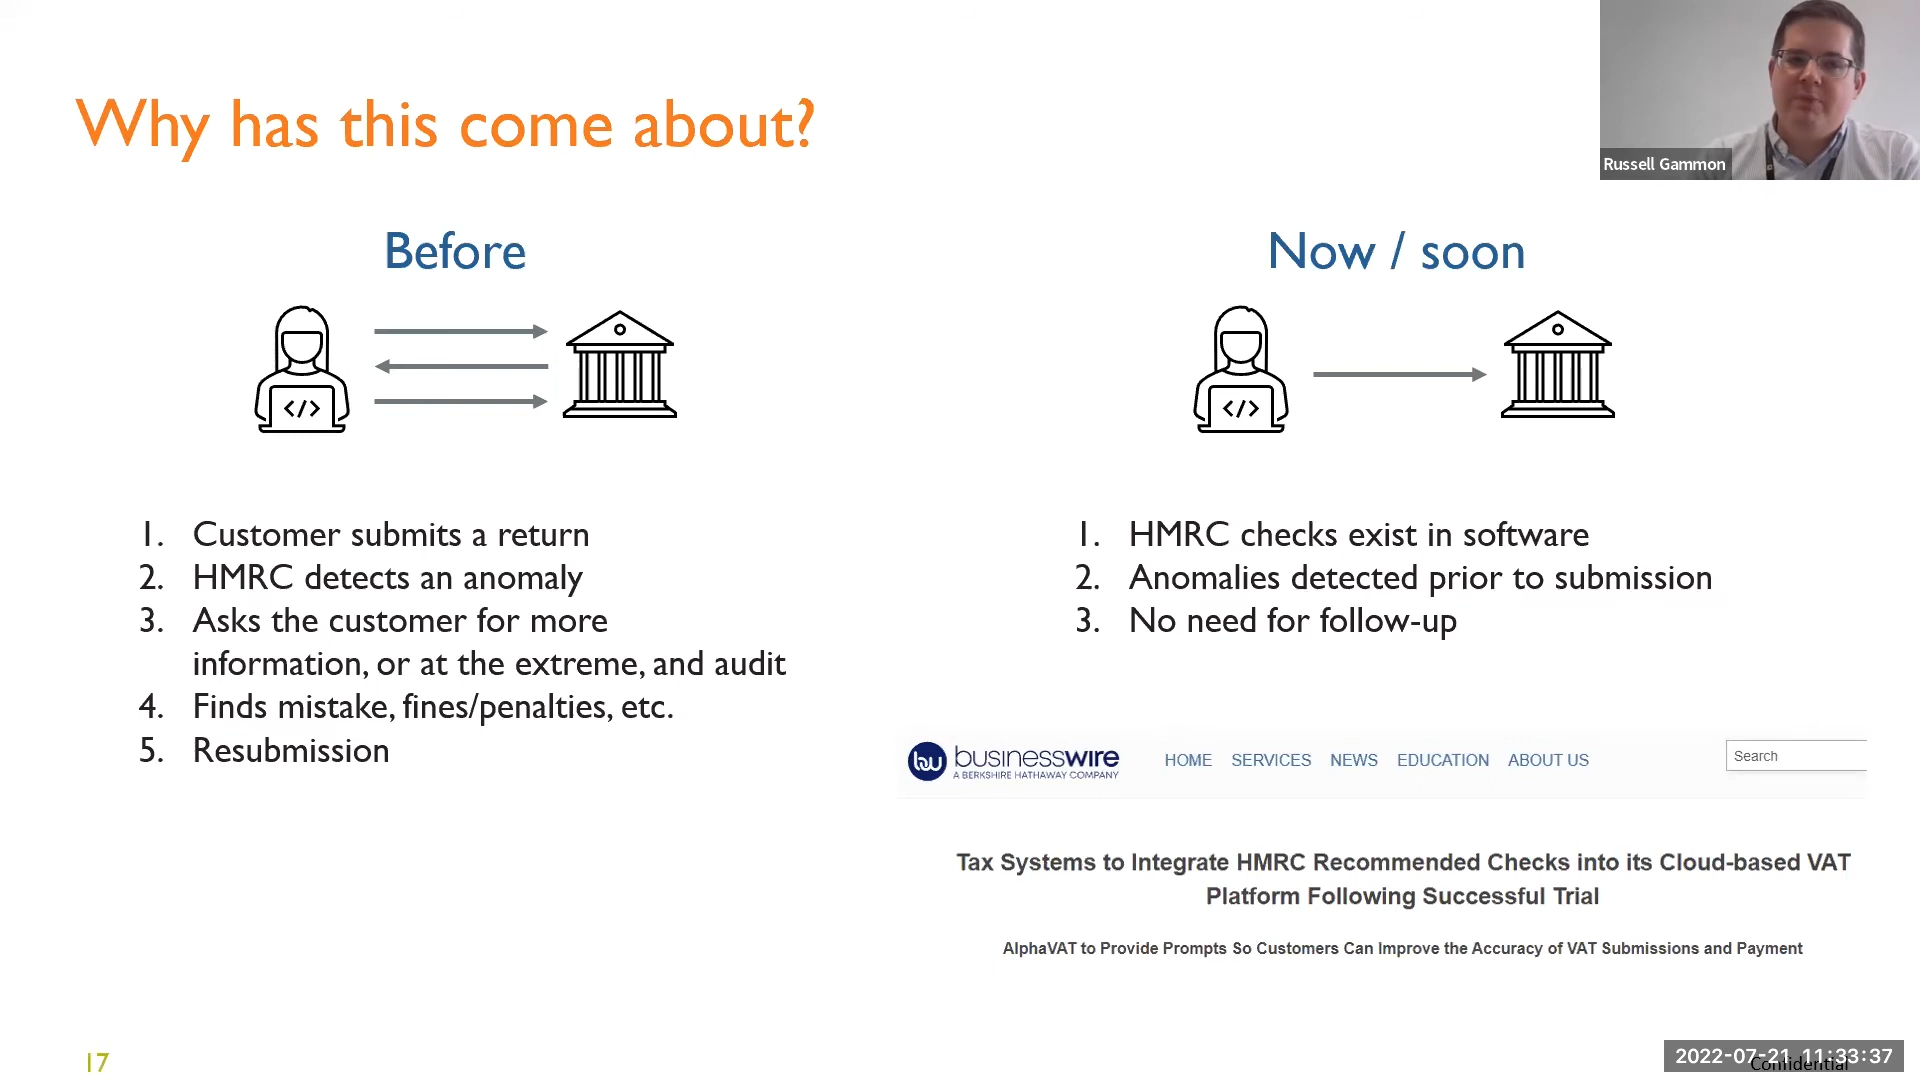 Why has this come about?
Russell Gammon
Before
</>
1. Customer submits a return
2. HMRC detects an anomaly
3. Asks the customer for more
information, or at the extreme, and audit
4. Finds mistake, fines/penalties, etc.
5. Resubmission
Now / soon
</>
1. HMRC checks exist in software
2. Anomalies detected prior to submission
3. No need for follow-up
bw businesswire
A BERKSHIRE HATHAWAY COMPANY
HOME SERVICES NEWS EDUCATION ABOUT US
Search
Tax Systems to Integrate HMRC Recommended Checks into its Cloud-based VAT
Platform Following Successful Trial
AlphaVAT to Provide Prompts So Customers Can Improve the Accuracy of VAT Submissions and Payment
17
2022-07-21 11:33:37
Confidential